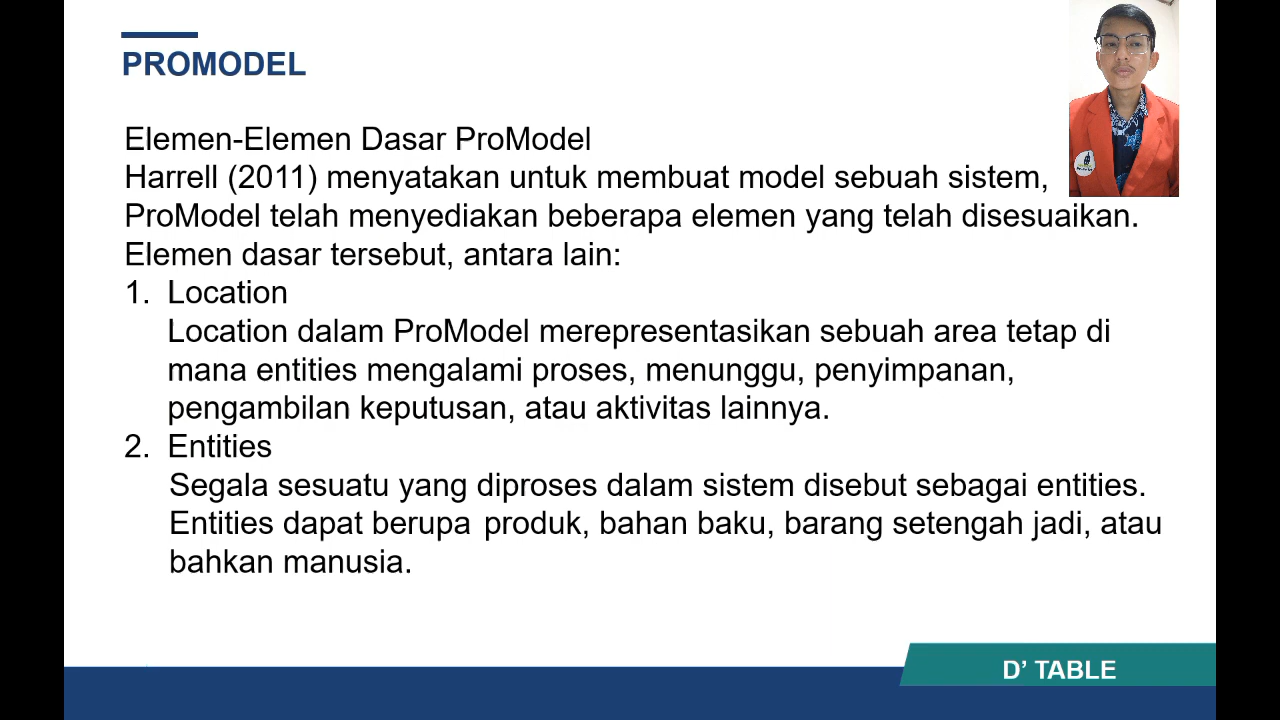 PROMODEL
Elemen-Elemen Dasar ProModel
Harrell (2011) menyatakan untuk membuat model sebuah sistem,
ProModel telah menyediakan beberapa elemen yang telah disesuaikan.
Elemen dasar tersebut, antara lain:
1. Location
Location dalam ProModel merepresentasikan sebuah area tetap di
mana entities mengalami proses, menunggu, penyimpanan,
pengambilan keputusan, atau aktivitas lainnya.
2. Entities
Segala sesuatu yang diproses dalam sistem disebut sebagai entities.
Entities dapat berupa produk, bahan baku, barang setengah jadi, atau
bahkan manusia.
D’ TABLE